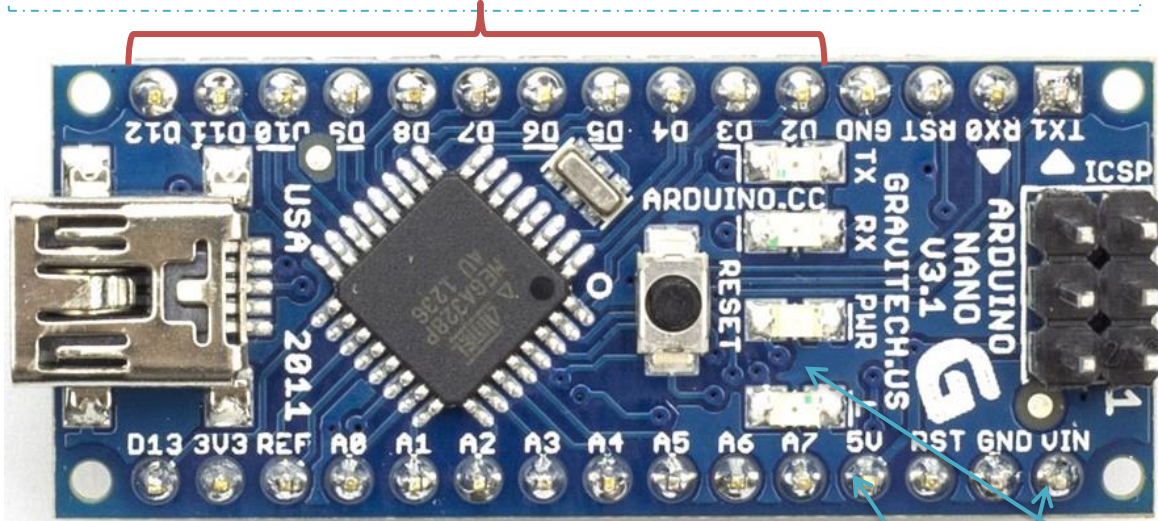 D12 D11 D10 D9 D8 D7 D6 D5 D4 D3 D2 GND RST RX0 TX1
ICSP
TX
RX
PWR
L
ARDUINO.CC
RESET
GRAVITECH.US
ARDUINO
NANO
V3.1
G
USA
2011
MEGA328P
AU 1236
ATMEL
1
D13 3V3 REF A0 A1 A2 A3 A4 A5 A6 A7 5V RST GND VIN